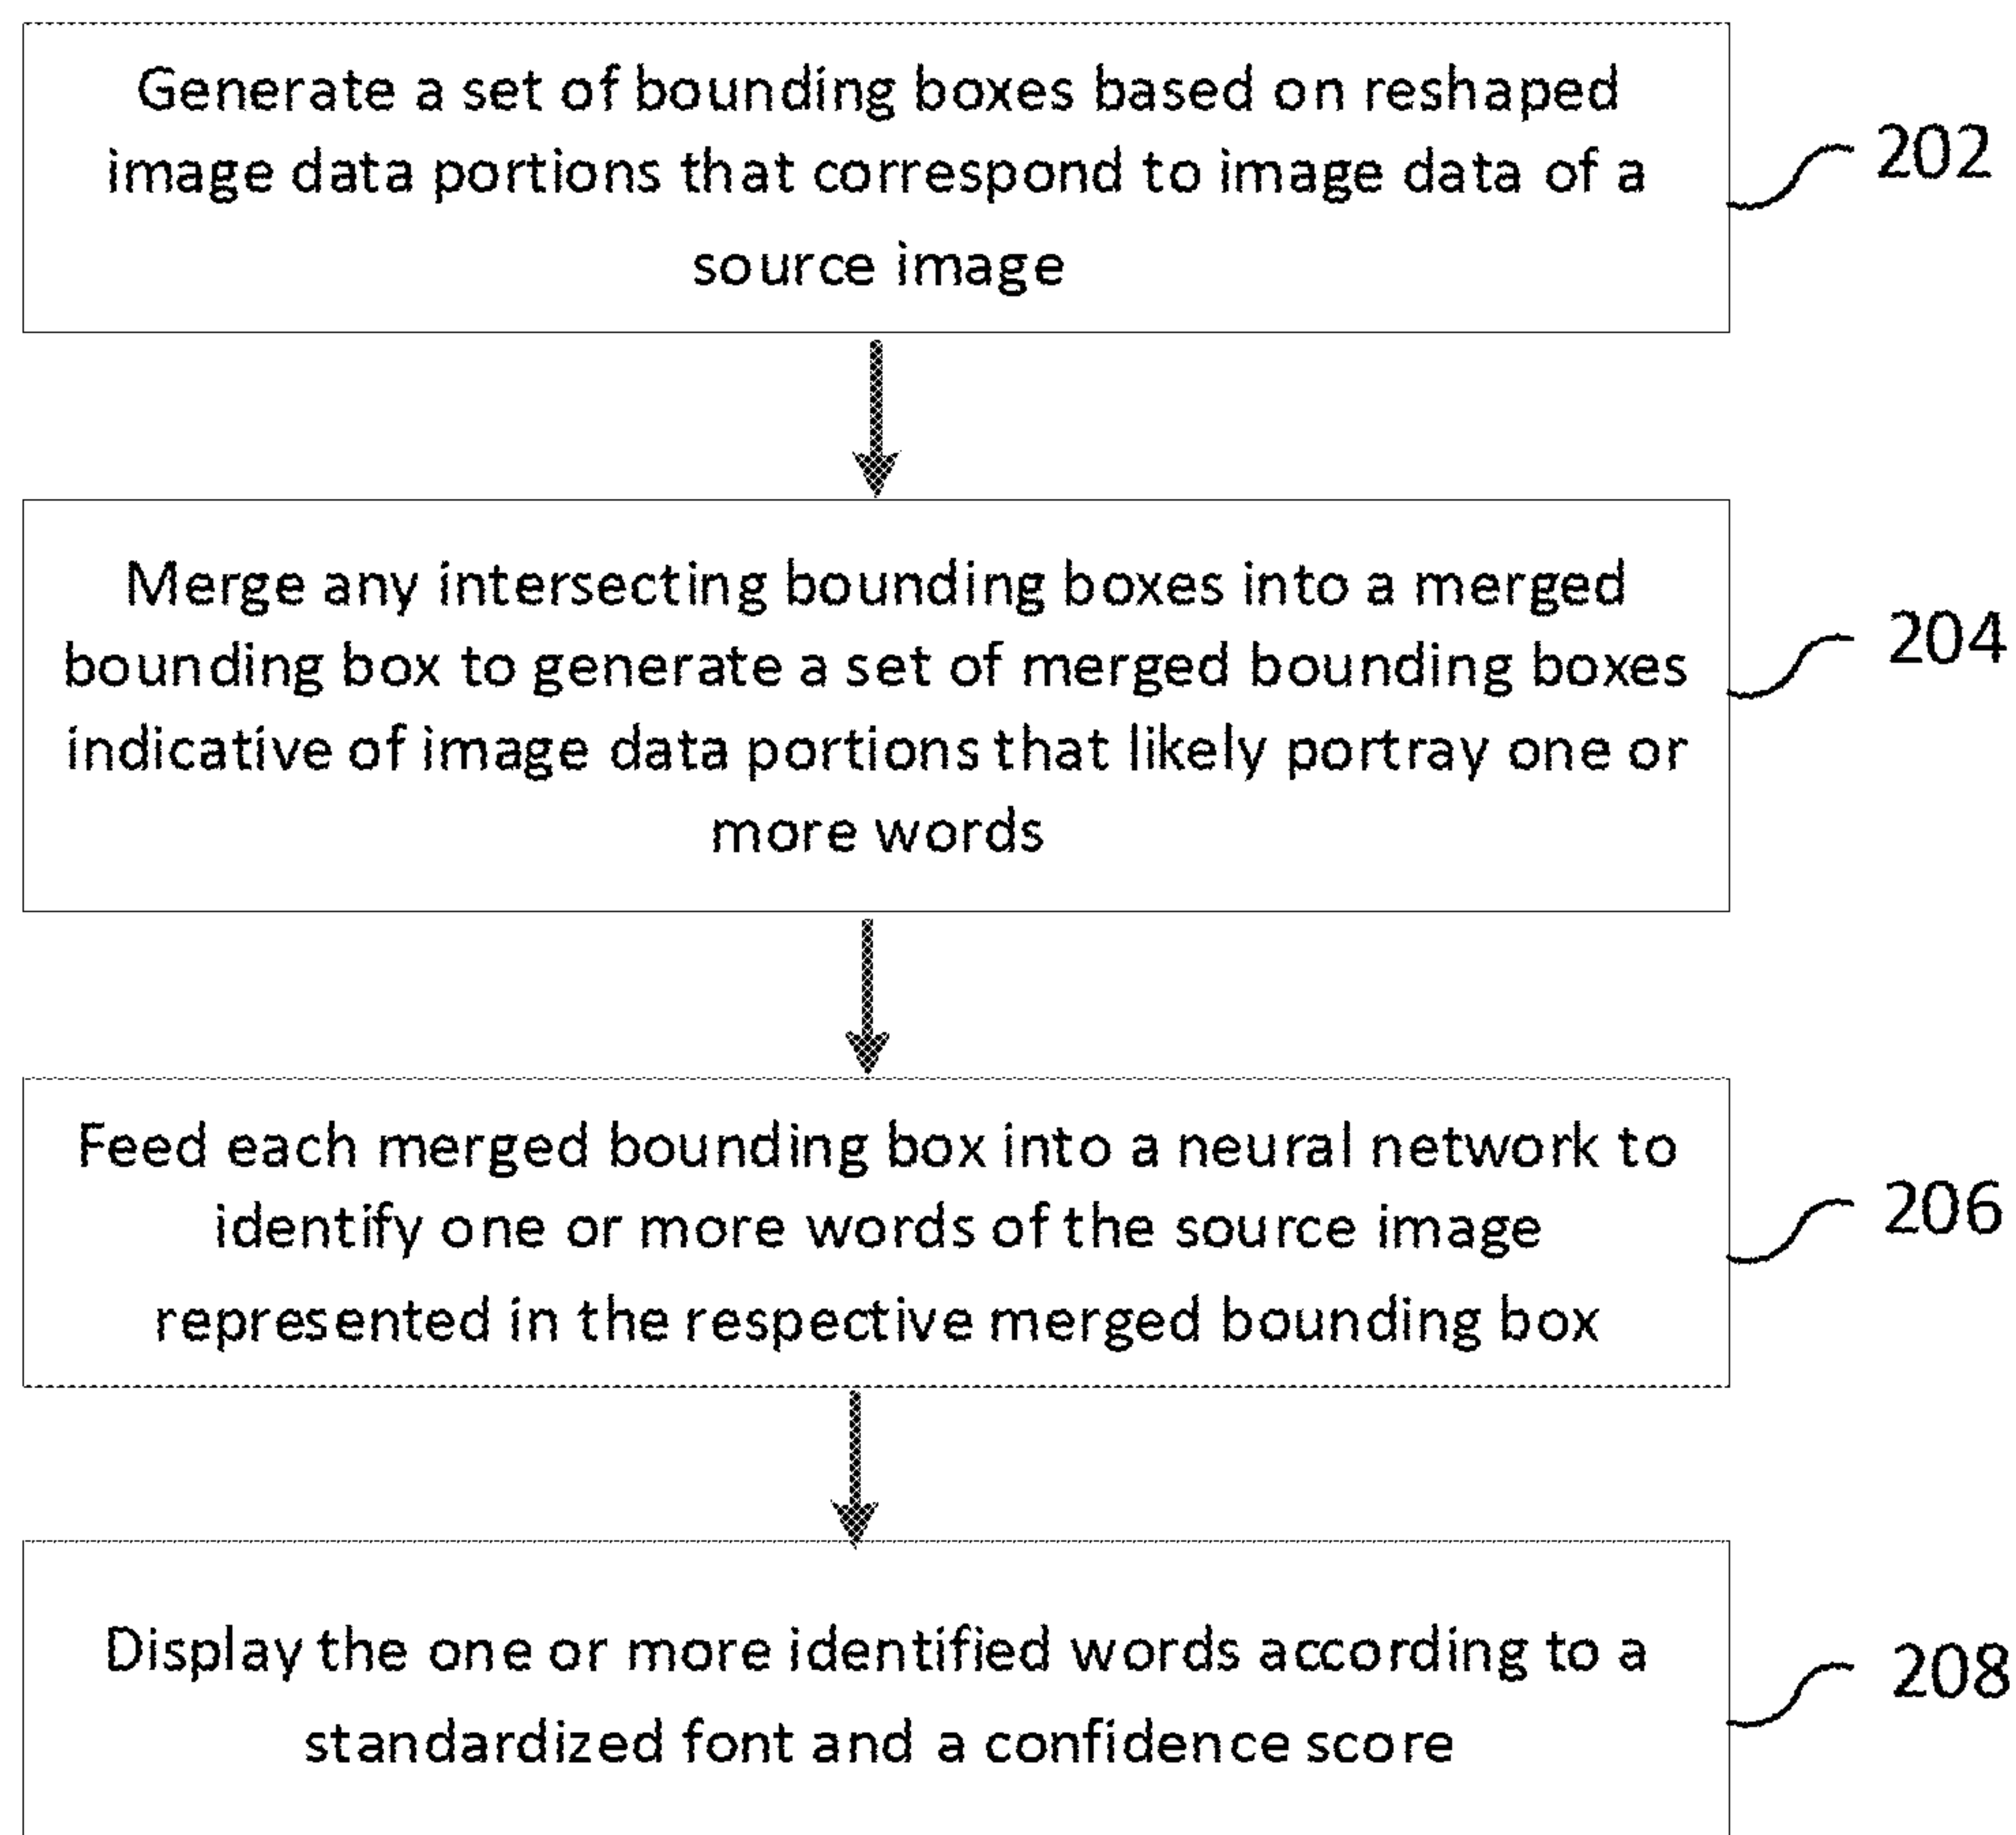 Generate a set of bounding boxes based on reshaped
image data portions that correspond to image data of a
source image
202
Merge any intersecting bounding boxes into a merged
bounding box to generate a set of merged bounding boxes
indicative of image data portions that likely portray one or
more words
204
Feed each merged bounding box into a neural network to
identify one or more words of the source image
represented in the respective merged bounding box
206
Display the one or more identified words according to a
standardized font and a confidence score
208